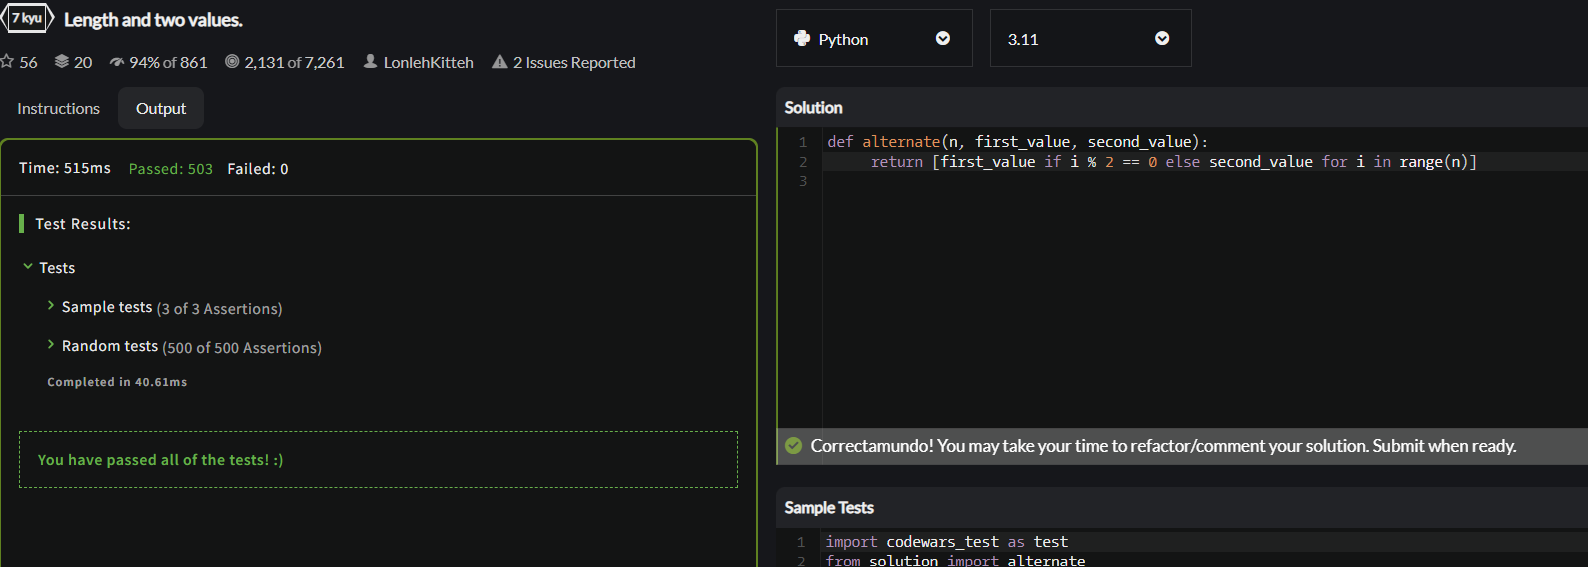 7 kyu Length and two values.
56 20 94% of 861 2,131 of 7,261 LonlehKitteh 2 Issues Reported
Instructions Output
Time: 515ms Passed: 503 Failed: 0
Test Results:
Tests
Sample tests (3 of 3 Assertions)
Random tests (500 of 500 Assertions)
Completed in 40.61ms
You have passed all of the tests! :)
Python 3.11
Solution
1 def alternate(n, first_value, second_value):
2 return [first_value if i % 2 == 0 else second_value for i in range(n)]
3
Correctamundo! You may take your time to refactor/comment your solution. Submit when ready.
Sample Tests
1 import codewars_test as test
2 from solution import alternate